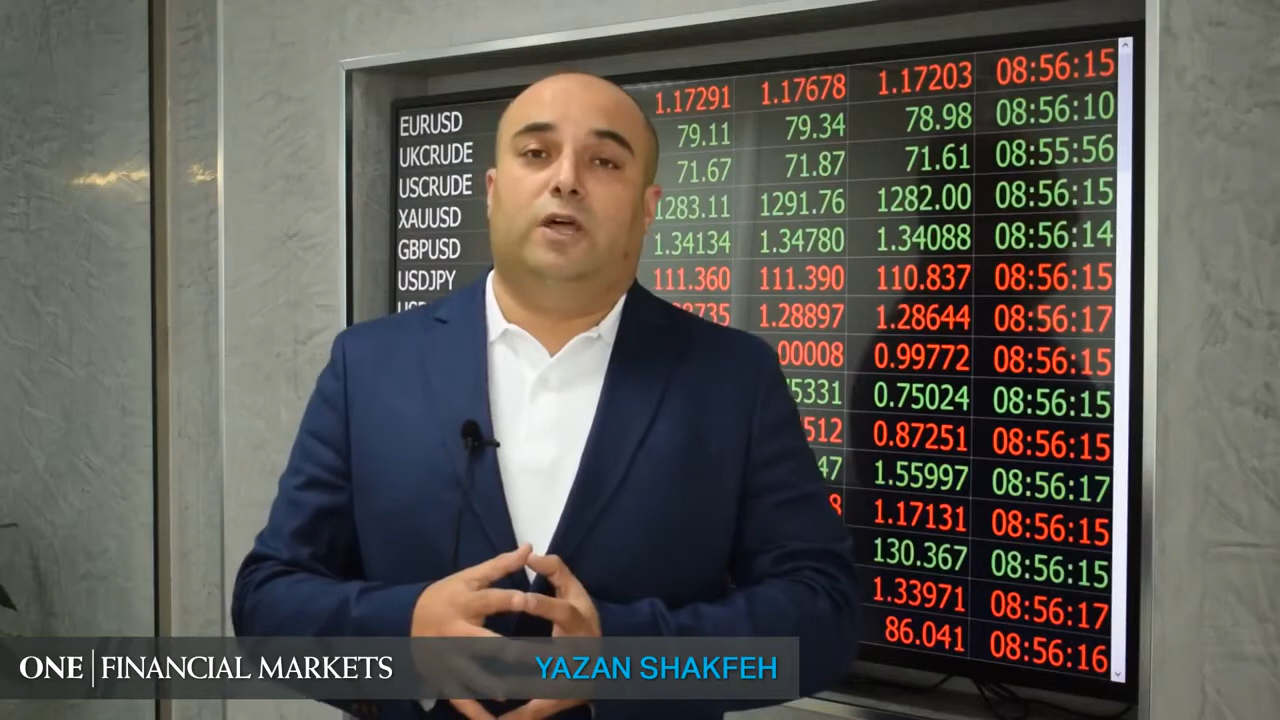 EURUSD 1.17291 1.17678 1.17203 08:56:15
UKCRUDE 79.11 79.34 78.98 08:56:10
USCRUDE 71.67 71.87 71.61 08:55:56
XAUUSD 1283.11 1291.76 1282.00 08:56:15
GBPUSD 1.34134 1.34780 1.34088 08:56:14
USDJPY 111.360 111.390 110.837 08:56:15
1.28897 1.28644 08:56:17
0.99772 08:56:15
0.75024 08:56:15
0.87251 08:56:15
1.55997 08:56:17
1.17131 08:56:15
130.367 08:56:15
1.33971 08:56:17
86.041 08:56:16
ONE | FINANCIAL MARKETS
YAZAN SHAKFEH